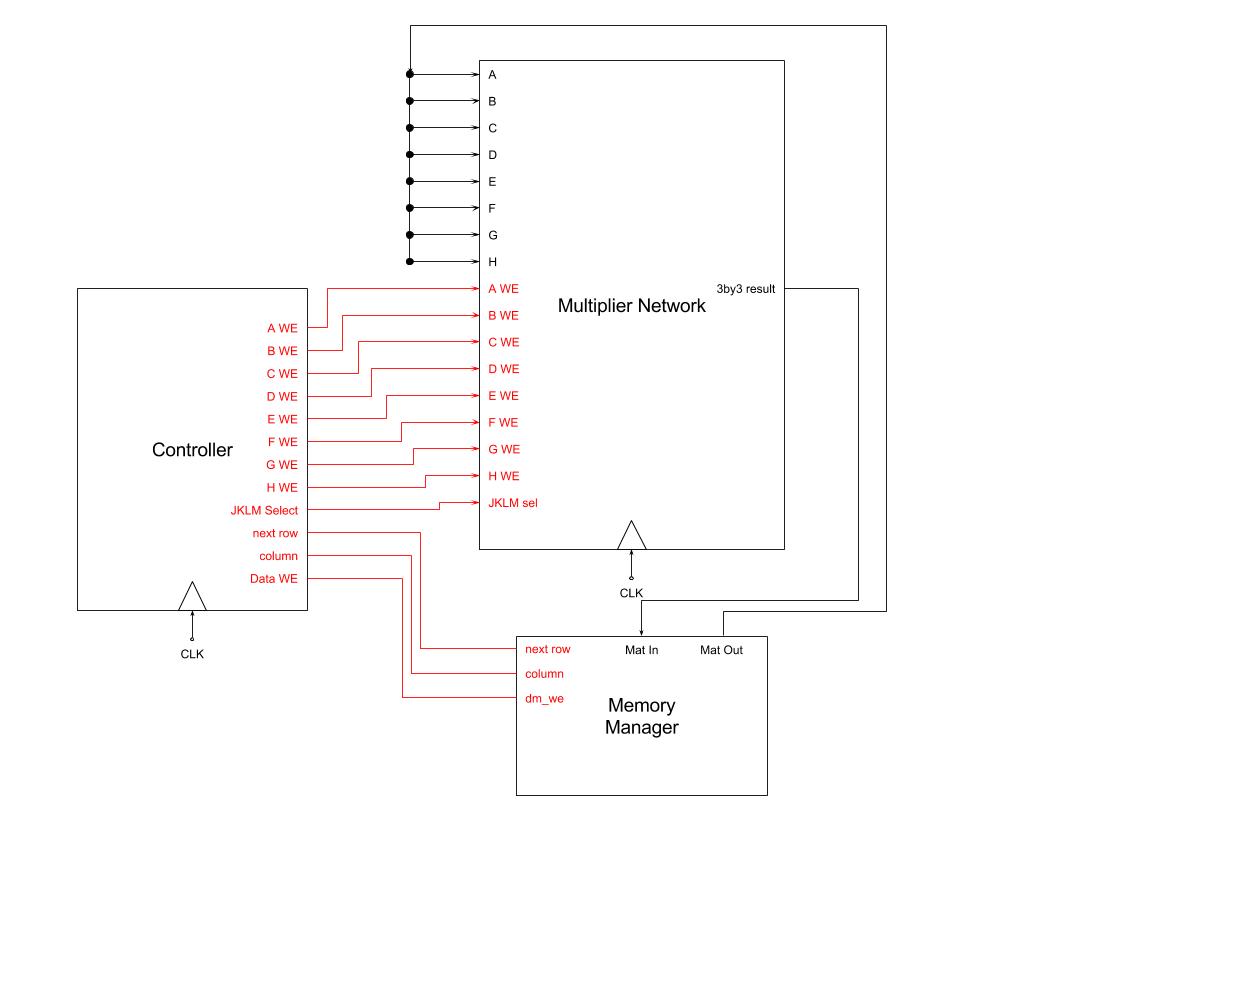 A
B
C
D
E
F
G
H
A WE
B WE
C WE
D WE
E WE
F WE
G WE
H WE
JKLM sel
Multiplier Network
3by3 result
CLK
A WE
B WE
C WE
D WE
E WE
F WE
G WE
H WE
JKLM Select
next row
column
Data WE
Controller
CLK
next row
column
dm_we
Mat In
Mat Out
Memory
Manager